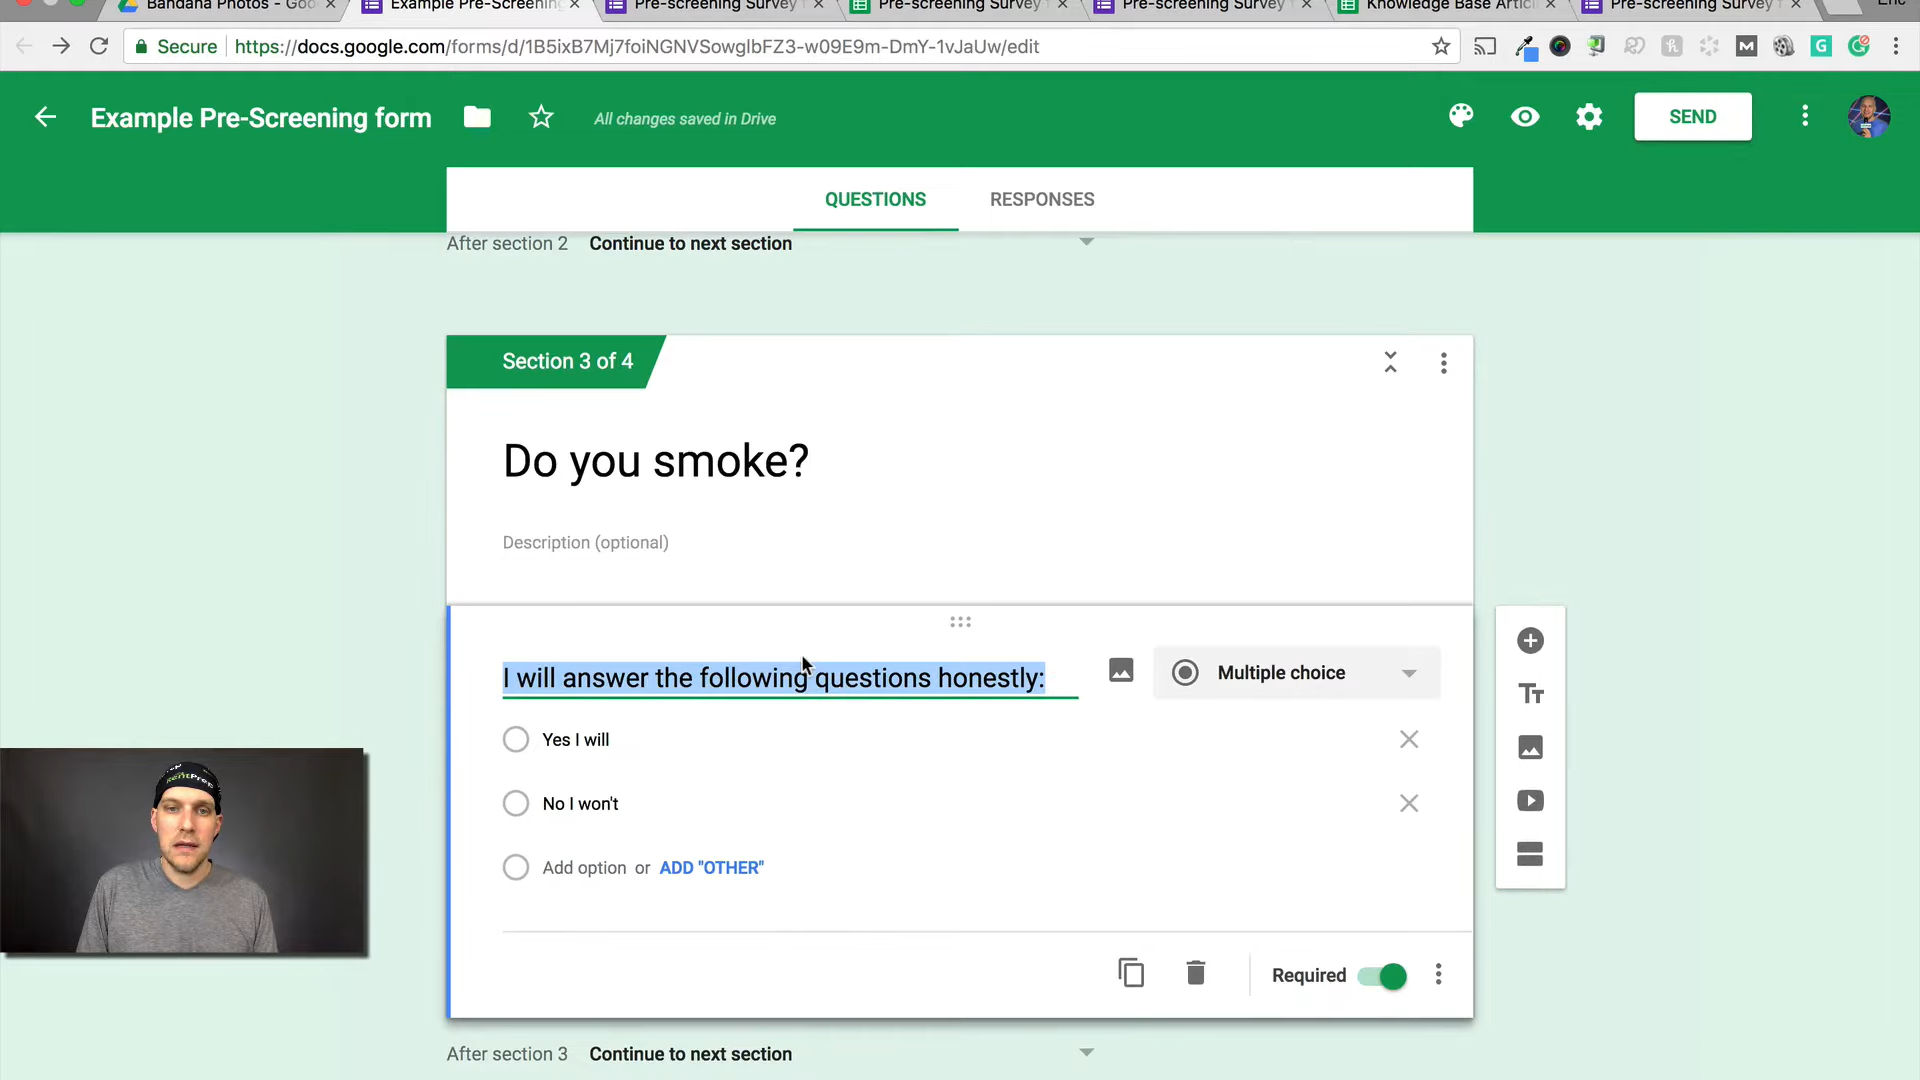 Bandana Photos - Goo
Example Pre-Screening
Pre-screening Survey
Pre-screening Survey
Pre-screening Survey
Knowledge Base Articl
Pre-screening Survey
Eric
Secure
https://docs.google.com/forms/d/1B5ixB7Mj7foiNGNVSowglbFZ3-w09E9m-DmY-1vJaUw/edit
Example Pre-Screening form
All changes saved in Drive
SEND
QUESTIONS
RESPONSES
After section 2 Continue to next section
Section 3 of 4
Do you smoke?
Description (optional)
I will answer the following questions honestly:
Multiple choice
Yes I will
No I won't
Add option or ADD "OTHER"
RentPrep
Required
After section 3 Continue to next section